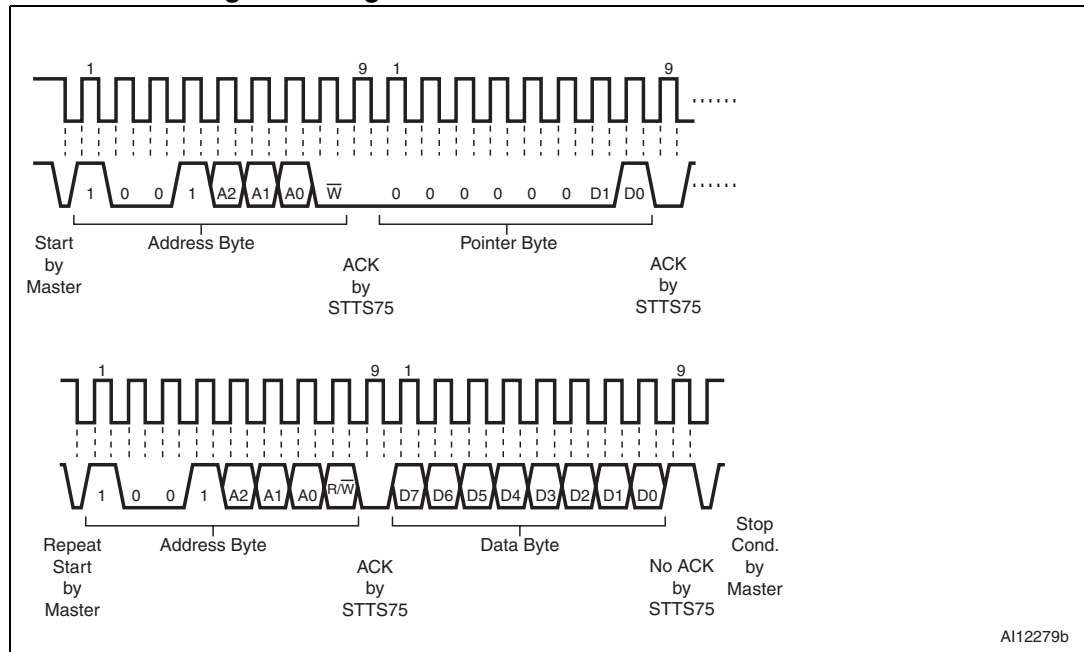 1 9 1 9
1 0 0 1 A2 A1 A0 W̅ 0 0 0 0 0 0 D1 D0
Start by Master
Address Byte
Pointer Byte
ACK by STTS75
ACK by STTS75
1 9 1 9
1 0 0 1 A2 A1 A0 R/W̅ D7 D6 D5 D4 D3 D2 D1 D0
Repeat Start by Master
Address Byte
Data Byte
ACK by STTS75
No ACK by STTS75
Stop Cond. by Master
AI12279b